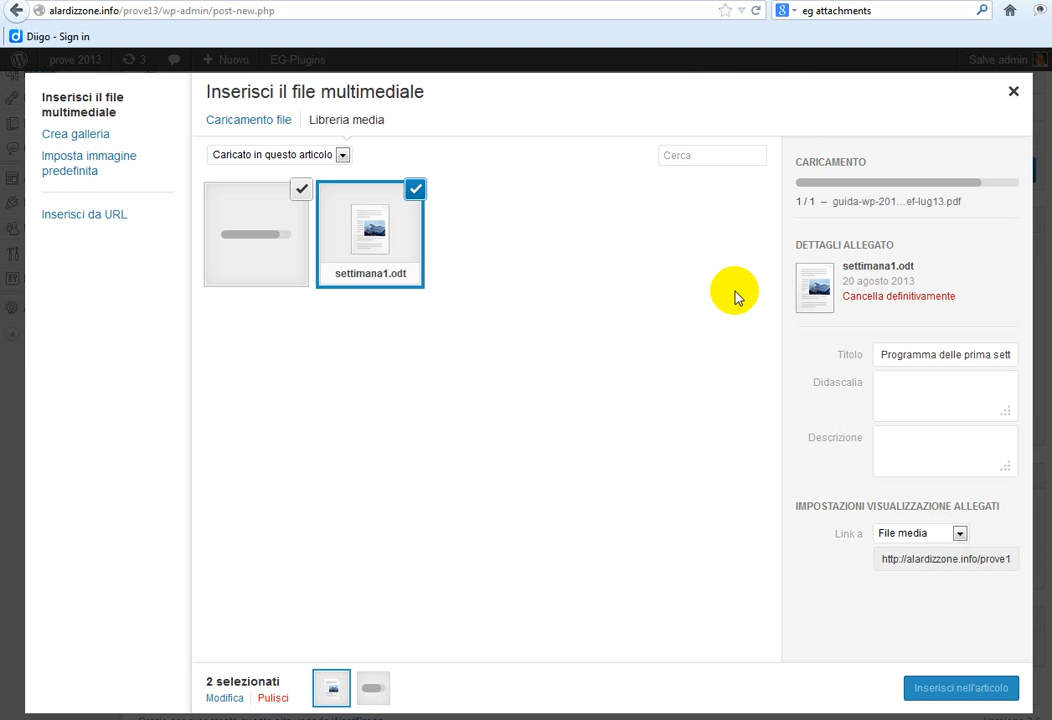 alardizzone.info/prove13/wp-admin/post-new.php
eg attachments
Diigo - Sign in
prove 2013
3
Nuovo
EG-Plugins
Salve admin
Inserisci il file
multimediale
Crea galleria
Imposta immagine
predefinita
Inserisci da URL
Inserisci il file multimediale
Caricamento file
Libreria media
Caricato in questo articolo
Cerca
settimana1.odt
CARICAMENTO
1 / 1 – guida-wp-201...ef-lug13.pdf
DETTAGLI ALLEGATO
settimana1.odt
20 agosto 2013
Cancella definitivamente
Titolo
Programma delle prima sett
Didascalia
Descrizione
IMPOSTAZIONI VISUALIZZAZIONE ALLEGATI
Link a
File media
http://alardizzone.info/prove1
2 selezionati
Modifica
Pulisci
Inserisci nell'articolo